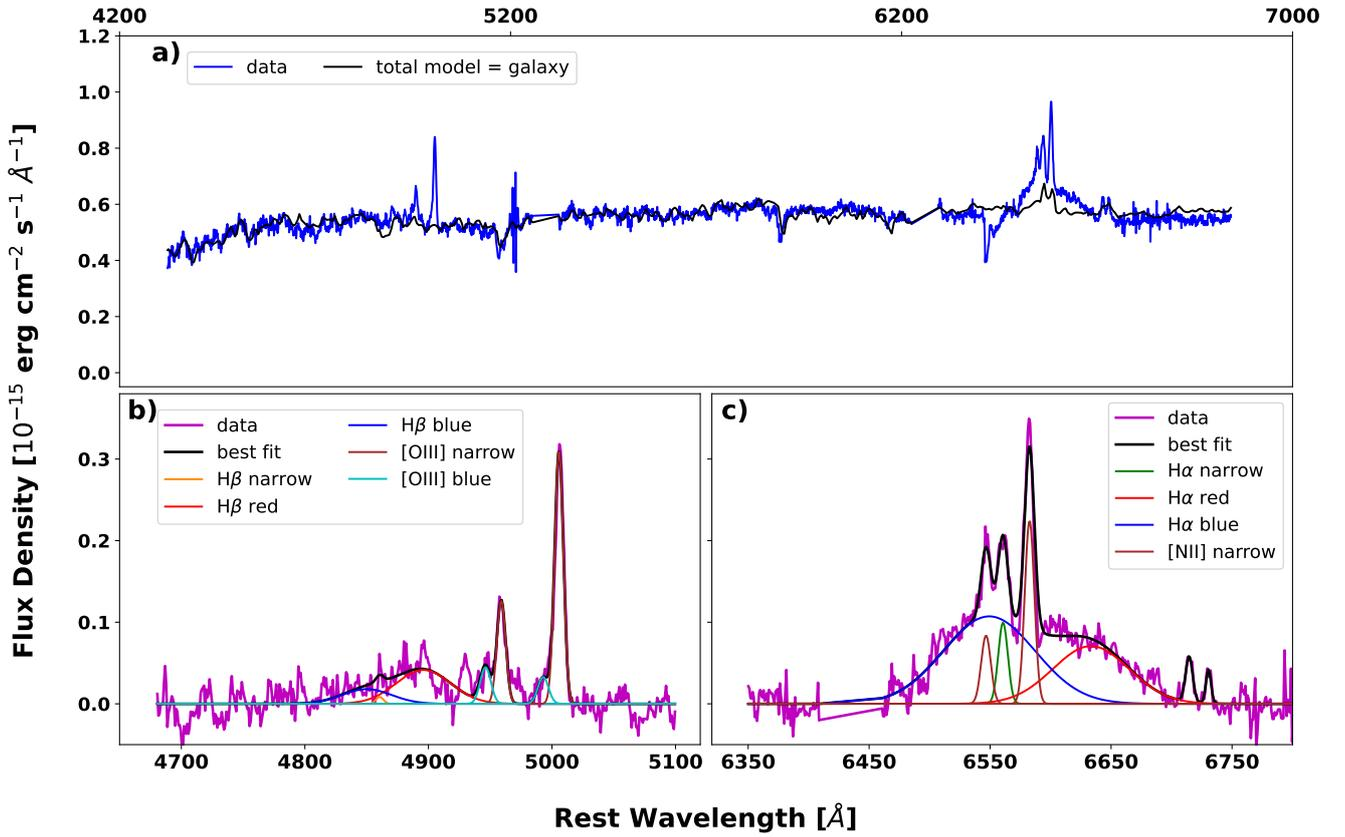 4200 5200 6200 7000
a)
data total model = galaxy
1.2
1.0
0.8
0.6
0.4
0.2
0.0
Flux Density [10⁻¹⁵ erg cm⁻² s⁻¹ Å⁻¹]
b)
data
best fit
Hβ narrow
Hβ red
Hβ blue
[OIII] narrow
[OIII] blue
0.3
0.2
0.1
0.0
4700 4800 4900 5000 5100
c)
data
best fit
Hα narrow
Hα red
Hα blue
[NII] narrow
6350 6450 6550 6650 6750
Rest Wavelength [Å]